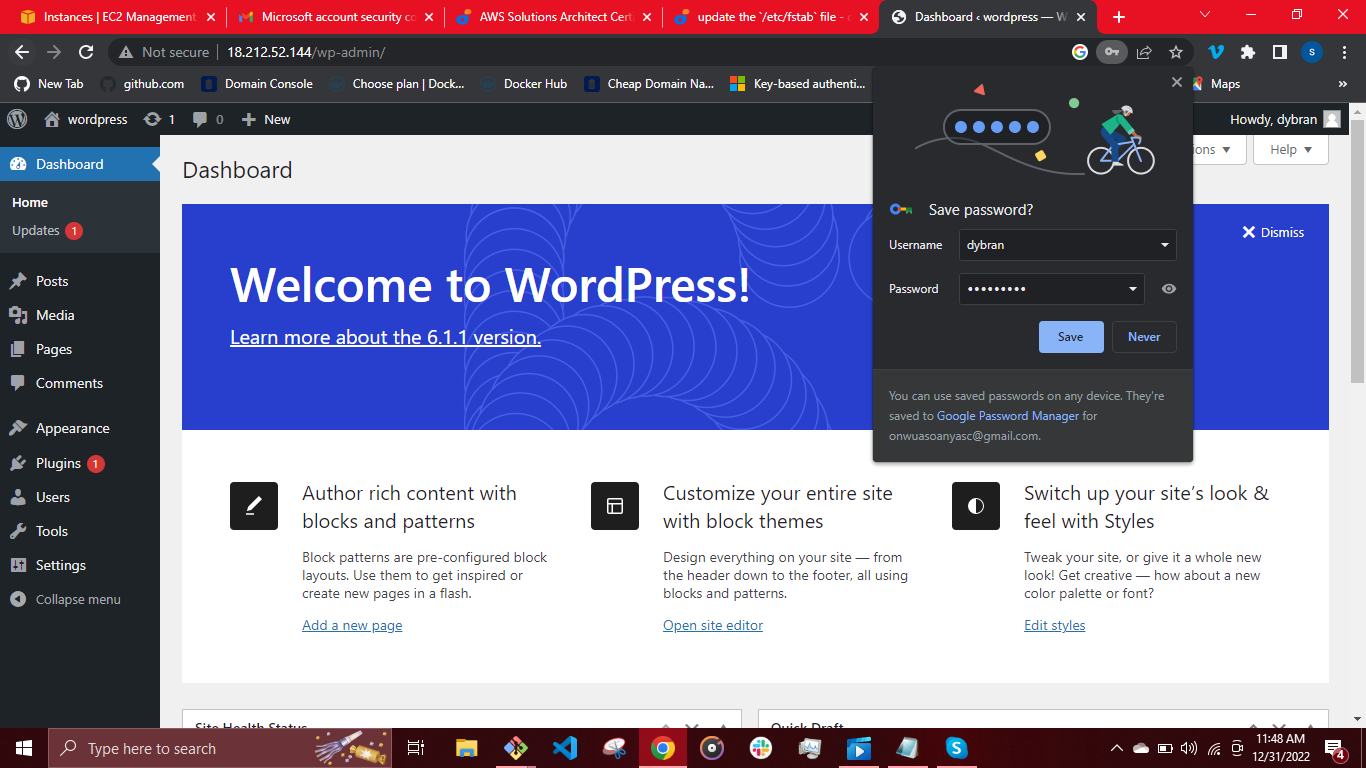 Instances | EC2 Management
Microsoft account security co
AWS Solutions Architect Certi
update the `/etc/fstab` file - c
Dashboard ‹ wordpress — W
Not secure | 18.212.52.144/wp-admin/
S
New Tab
github.com
Domain Console
Choose plan | Dock...
Docker Hub
Cheap Domain Na...
Key-based authenti...
Maps
»
wordpress
1
0
New
Howdy, dybran
Dashboard
Home
Updates 1
Posts
Media
Pages
Comments
Appearance
Plugins 1
Users
Tools
Settings
Collapse menu
Dashboard
ions
Help
Welcome to WordPress!
Learn more about the 6.1.1 version.
Dismiss
Save password?
Username
dybran
Password
•••••••••
Save
Never
You can use saved passwords on any device. They're
saved to Google Password Manager for
onwuasoanyasc@gmail.com.
Author rich content with
blocks and patterns
Block patterns are pre-configured block
layouts. Use them to get inspired or
create new pages in a flash.
Add a new page
Customize your entire site
with block themes
Design everything on your site — from
the header down to the footer, all using
blocks and patterns.
Open site editor
Switch up your site's look &
feel with Styles
Tweak your site, or give it a whole new
look! Get creative — how about a new
color palette or font?
Edit styles
Site Health Status
Quick Draft
Type here to search
11:48 AM
12/31/2022
4